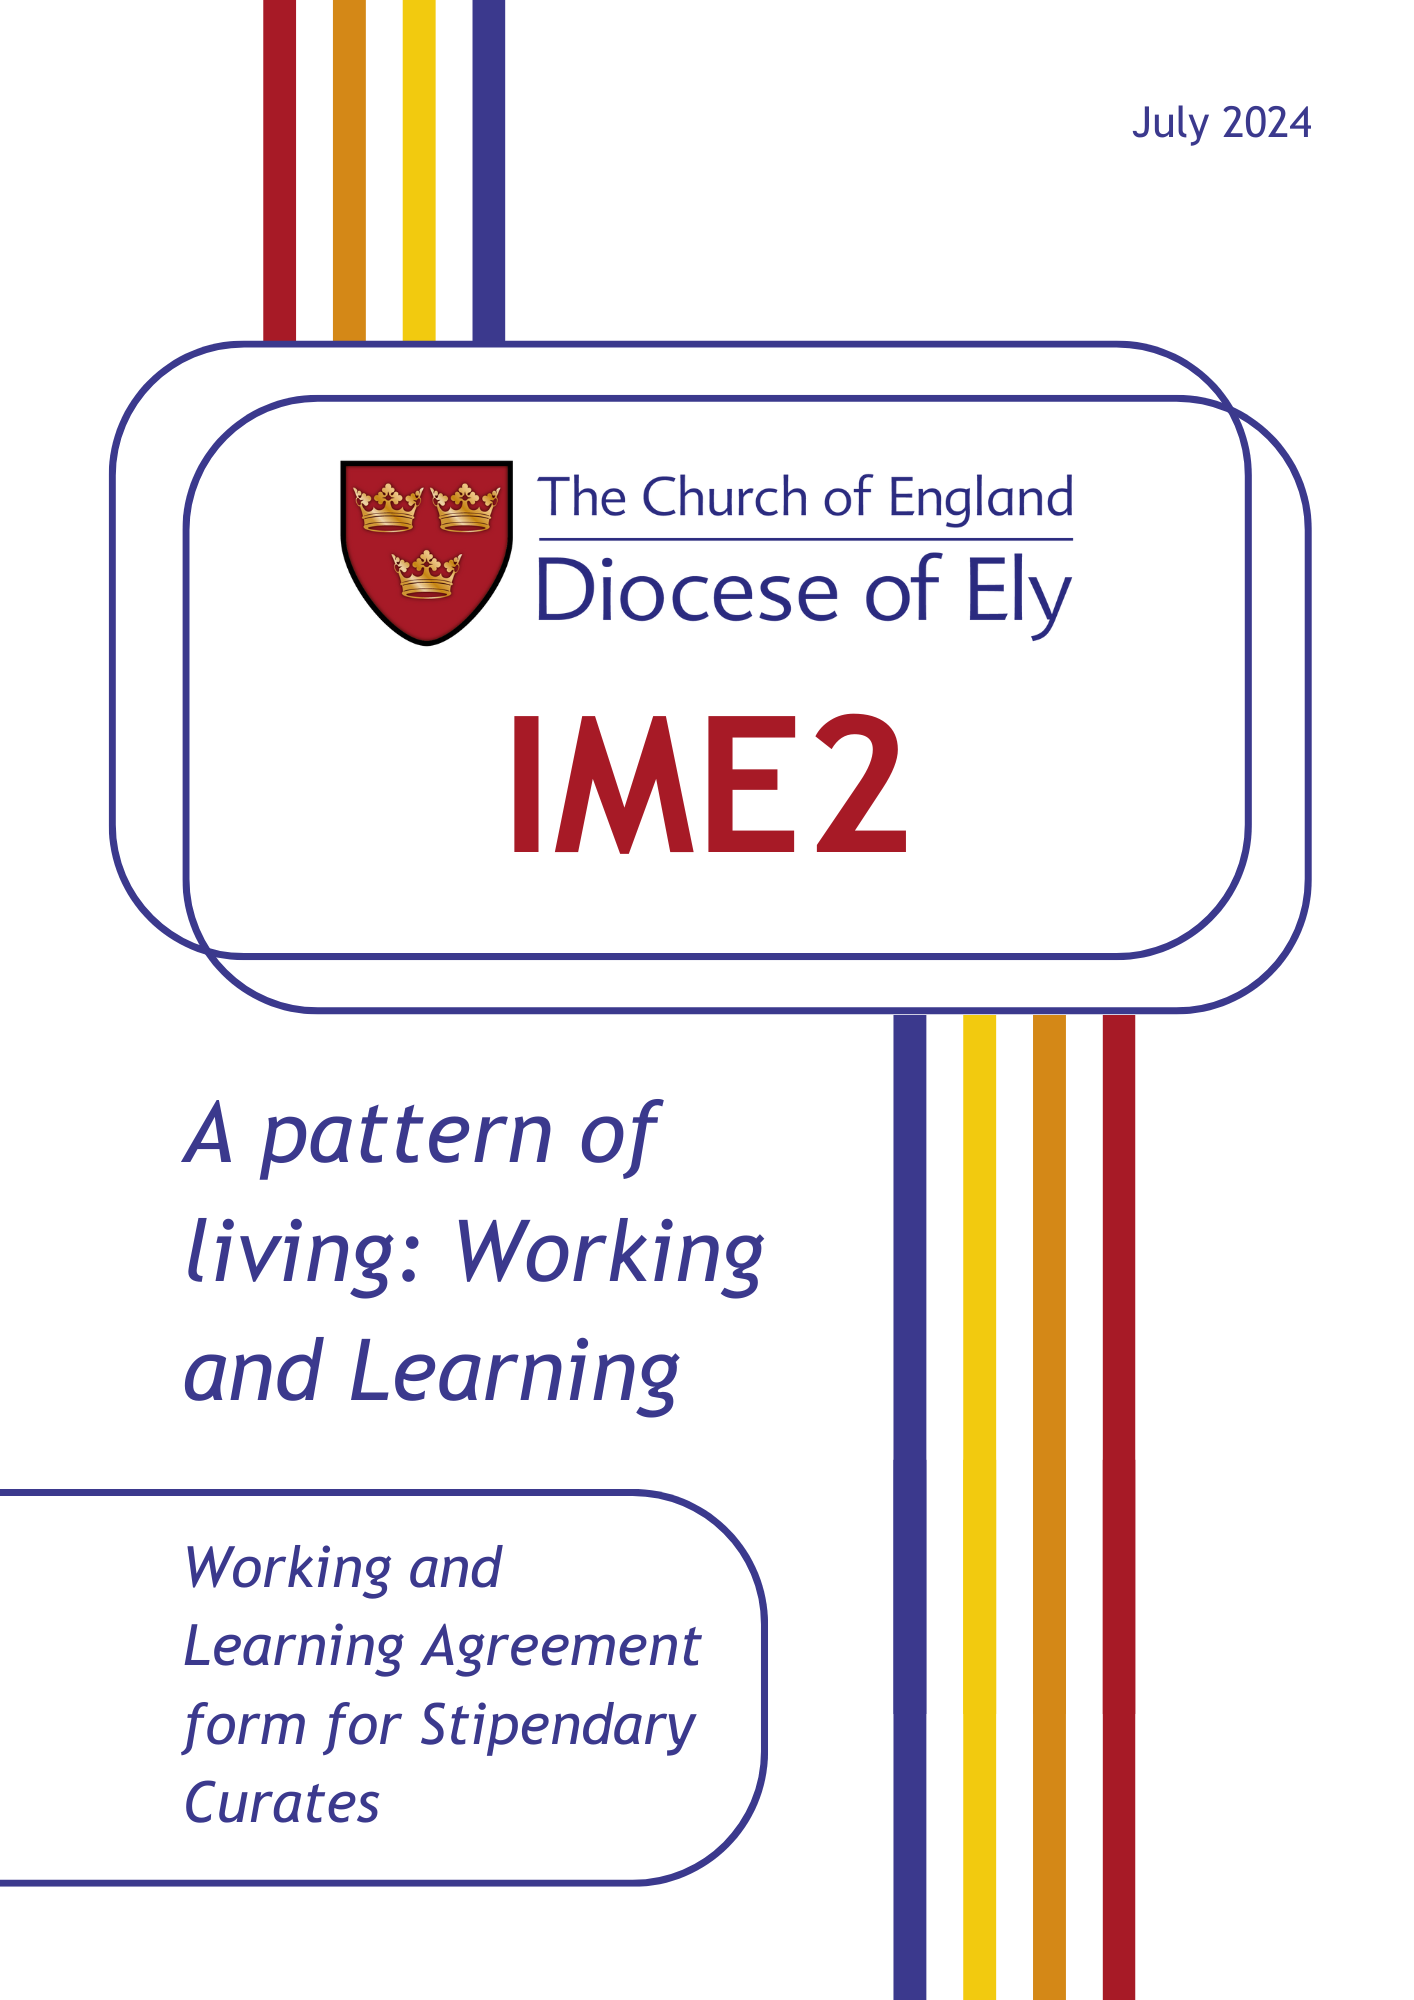 July 2024
The Church of England
Diocese of Ely
IME2
A pattern of
living: Working
and Learning
Working and
Learning Agreement
form for Stipendary
Curates